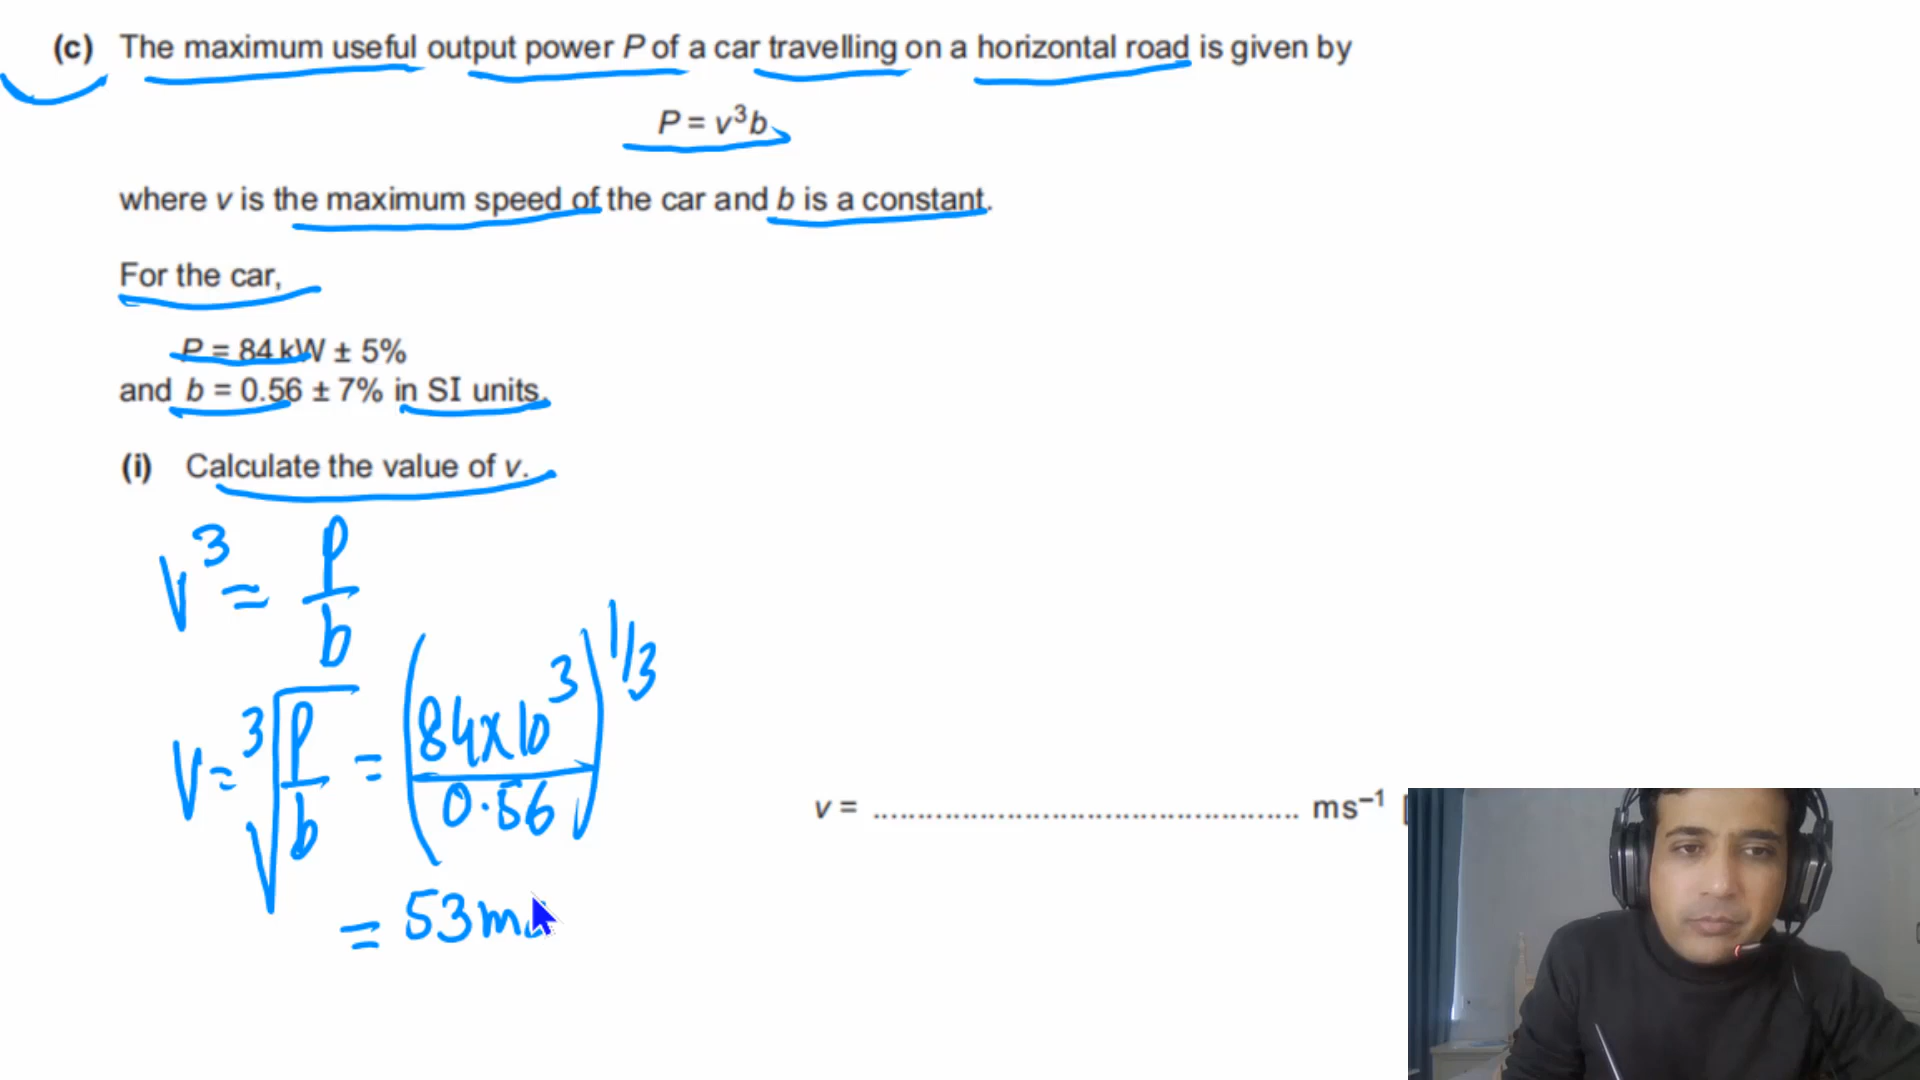 (c) The maximum useful output power P of a car travelling on a horizontal road is given by
P = v³b
where v is the maximum speed of the car and b is a constant.
For the car,
P = 84 kW ± 5%
and b = 0.56 ± 7% in SI units.
(i) Calculate the value of v.
V³ = P/b
V = ³√(P/b) = (84×10³/0.56)^1/3
= 53 m
v = ................................................ ms⁻¹ [